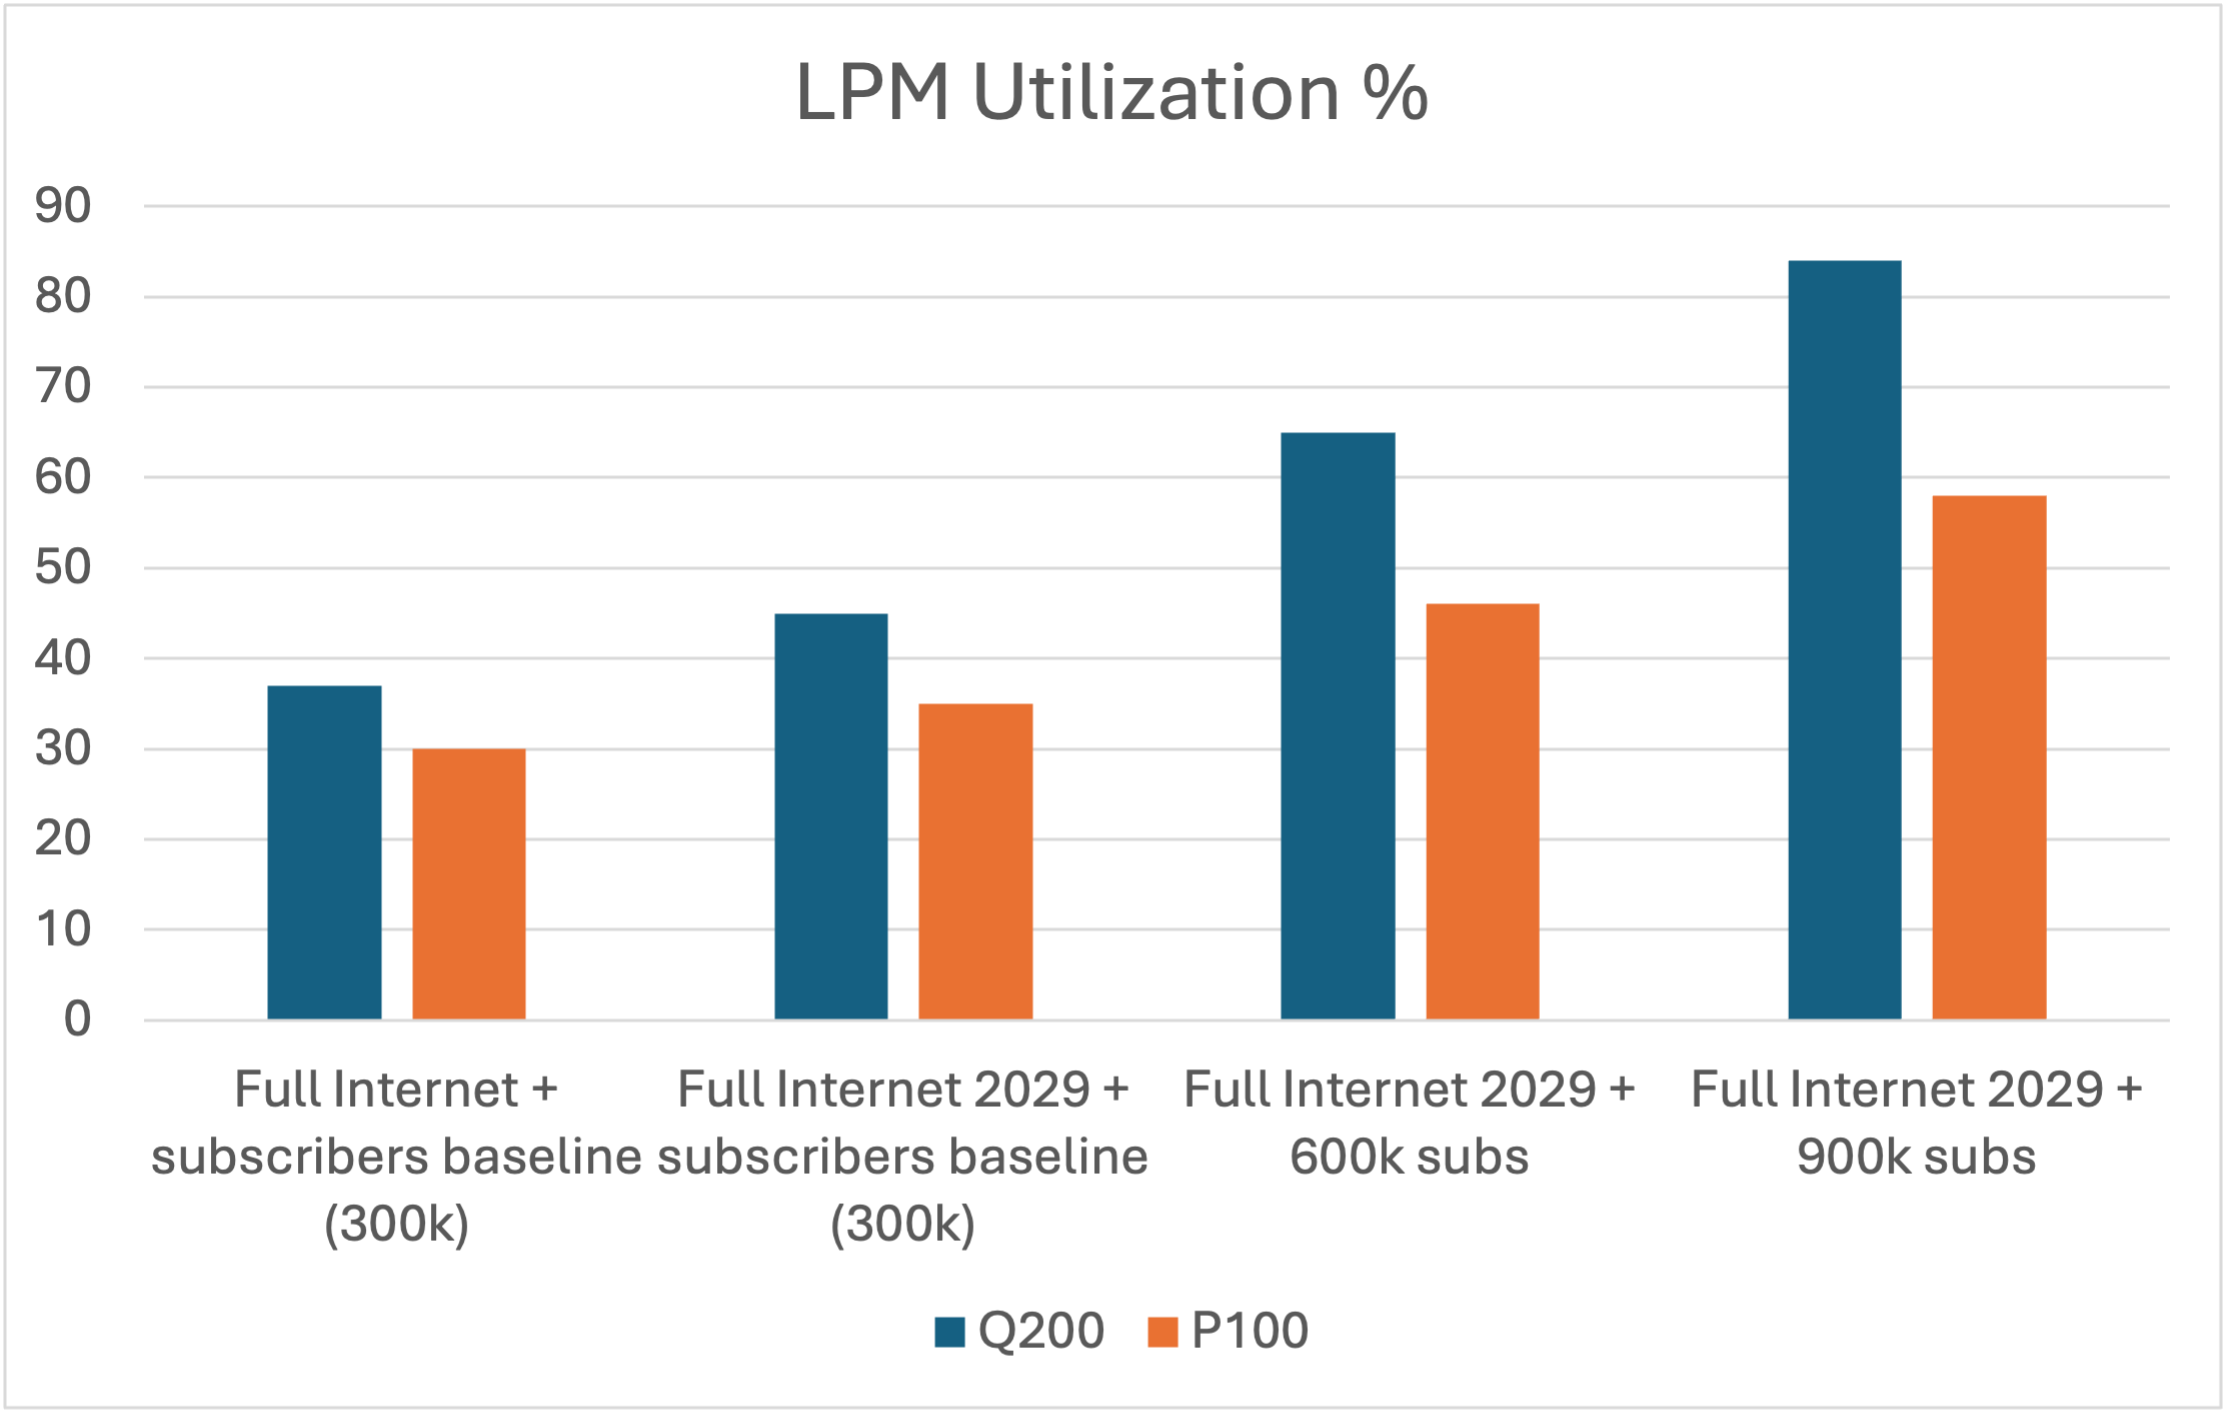 LPM Utilization %
90
80
70
60
50
40
30
20
10
0
Full Internet +
subscribers baseline
(300k)
Full Internet 2029 +
subscribers baseline
(300k)
Full Internet 2029 +
600k subs
Full Internet 2029 +
900k subs
Q200
P100